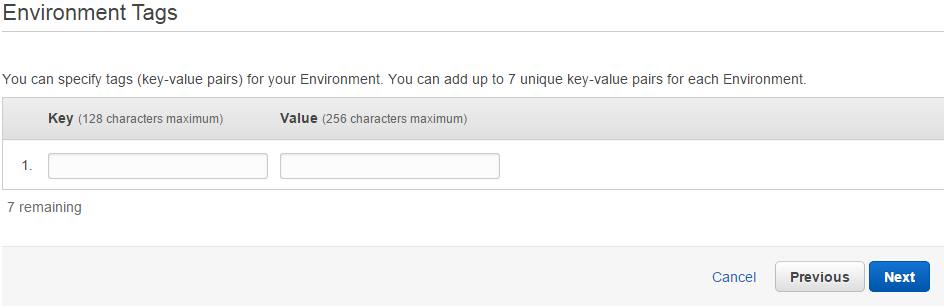 Environment Tags
You can specify tags (key-value pairs) for your Environment. You can add up to 7 unique key-value pairs for each Environment.
Key (128 characters maximum) Value (256 characters maximum)
1.
7 remaining
Cancel Previous Next